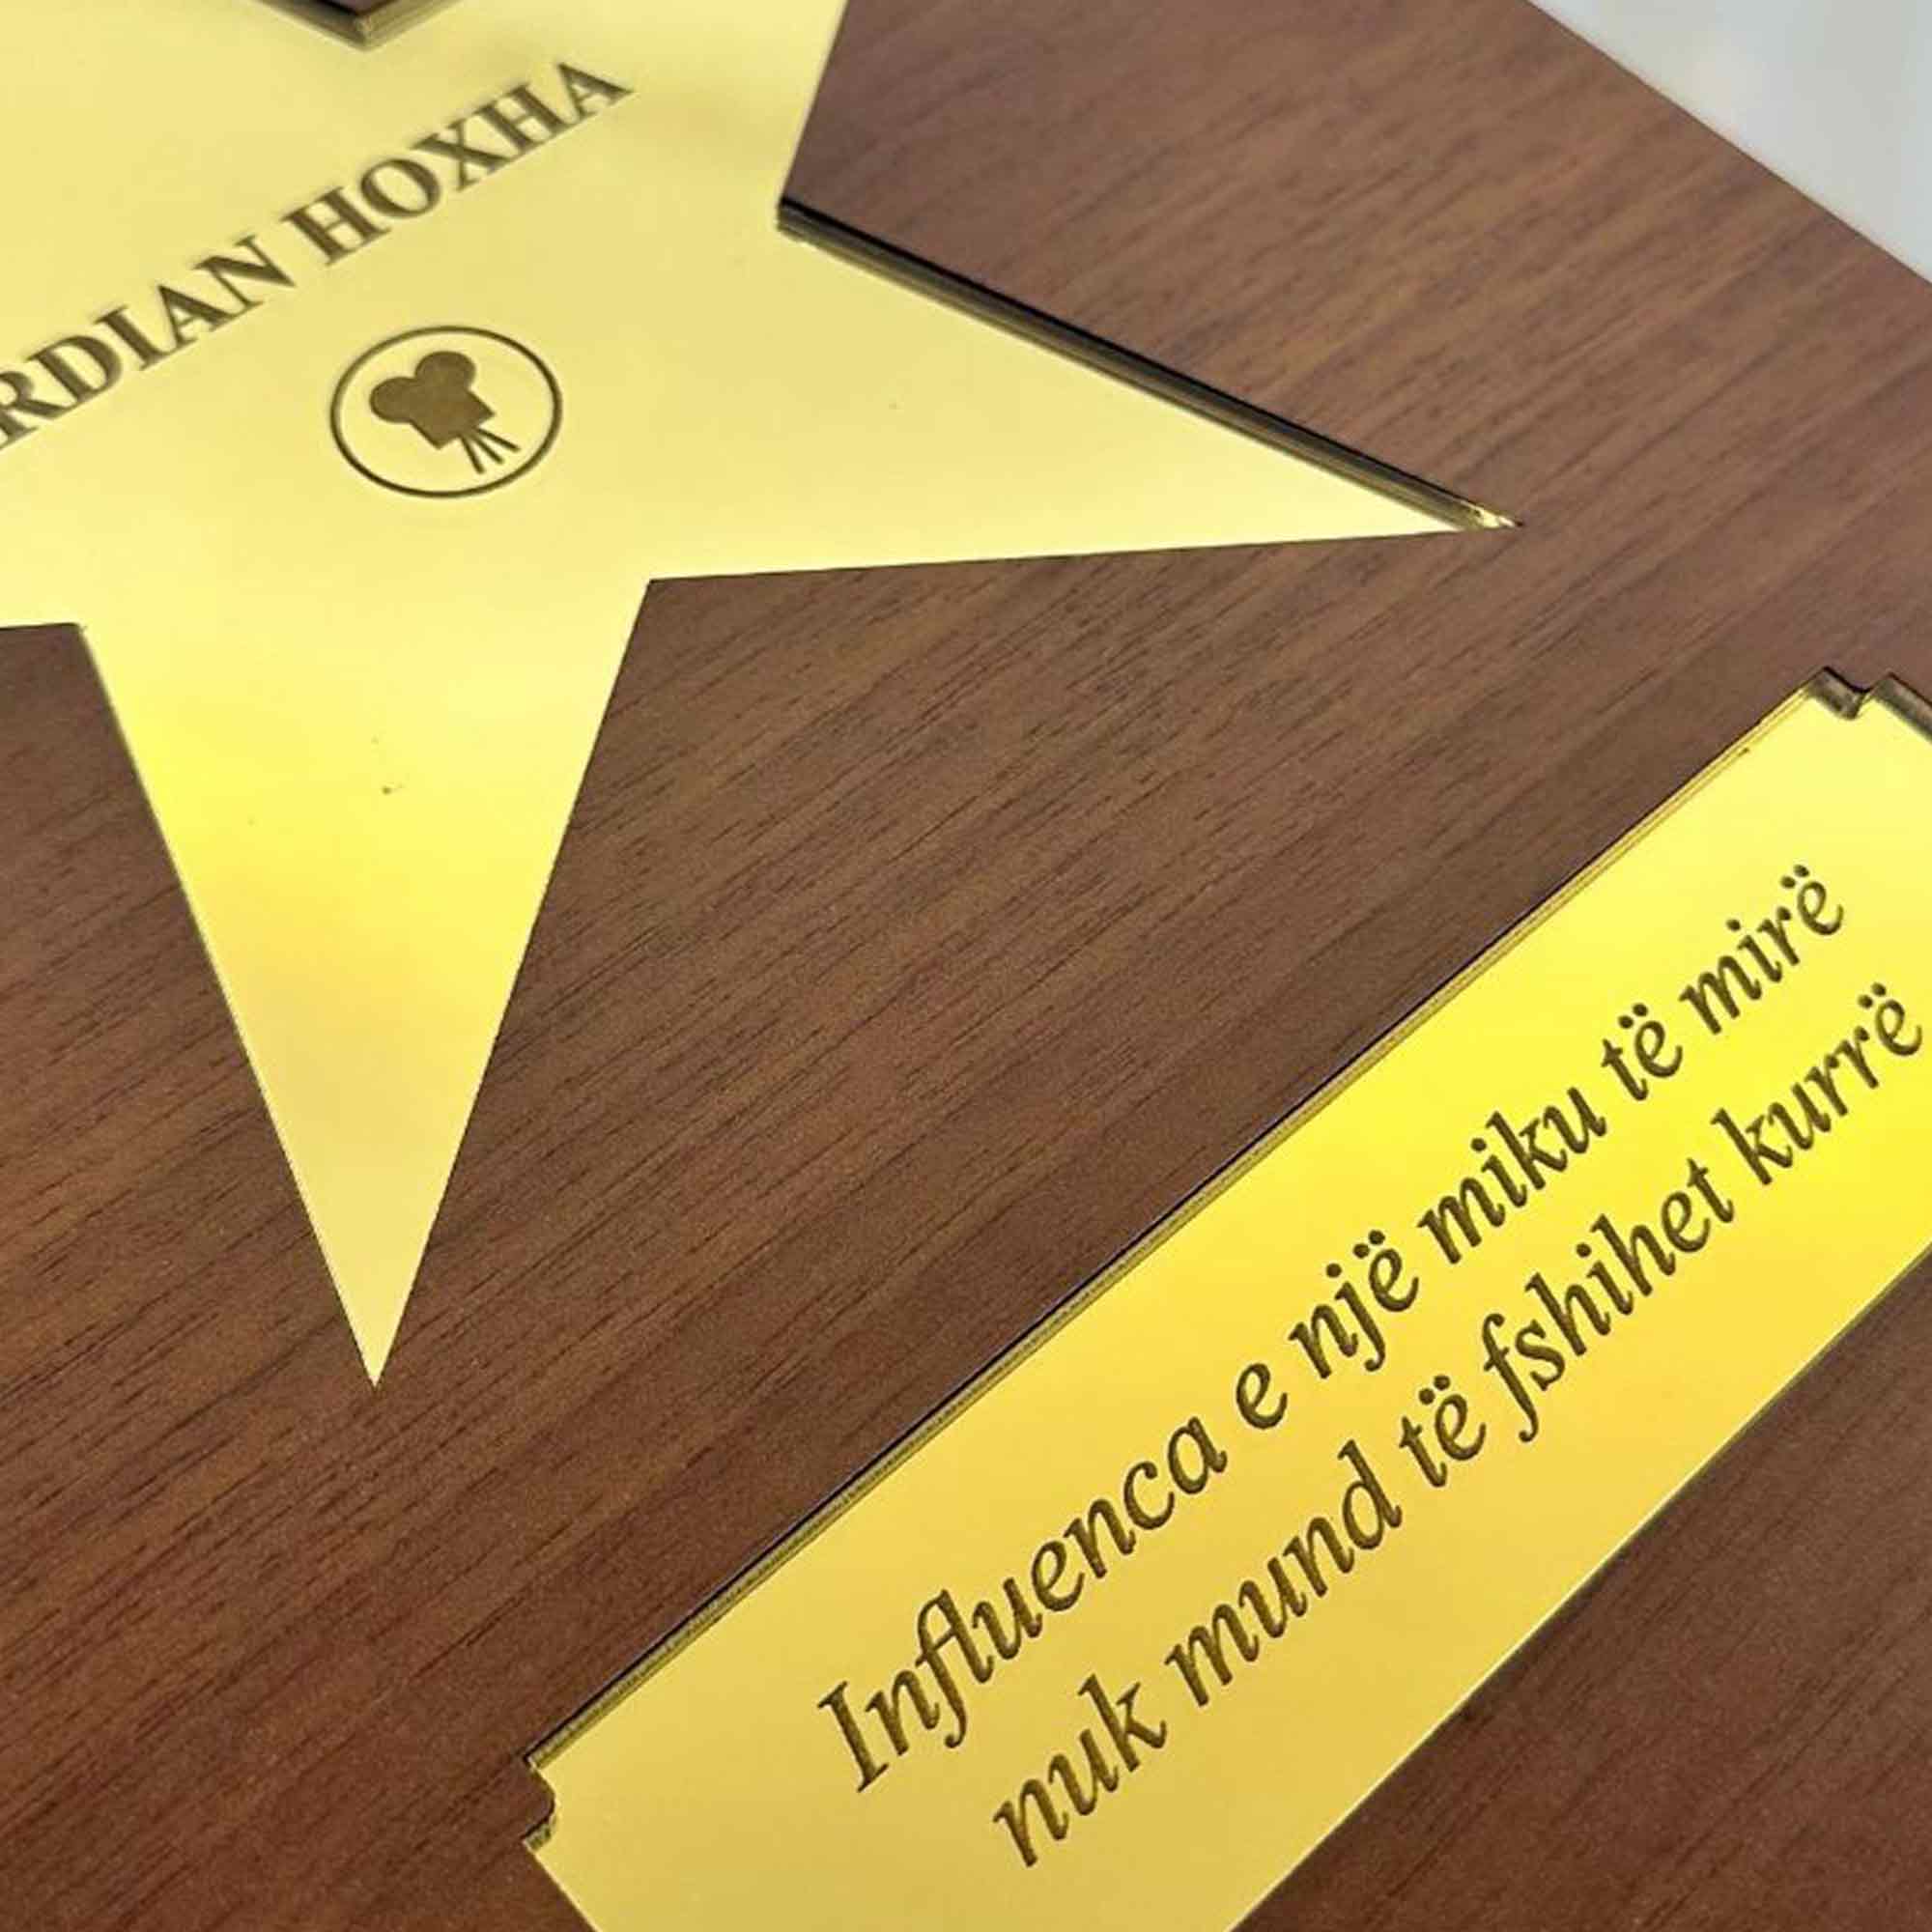 RDIAN HOXHA
Influenca e një miku të mirë
nuk mund të fshihet kurrë